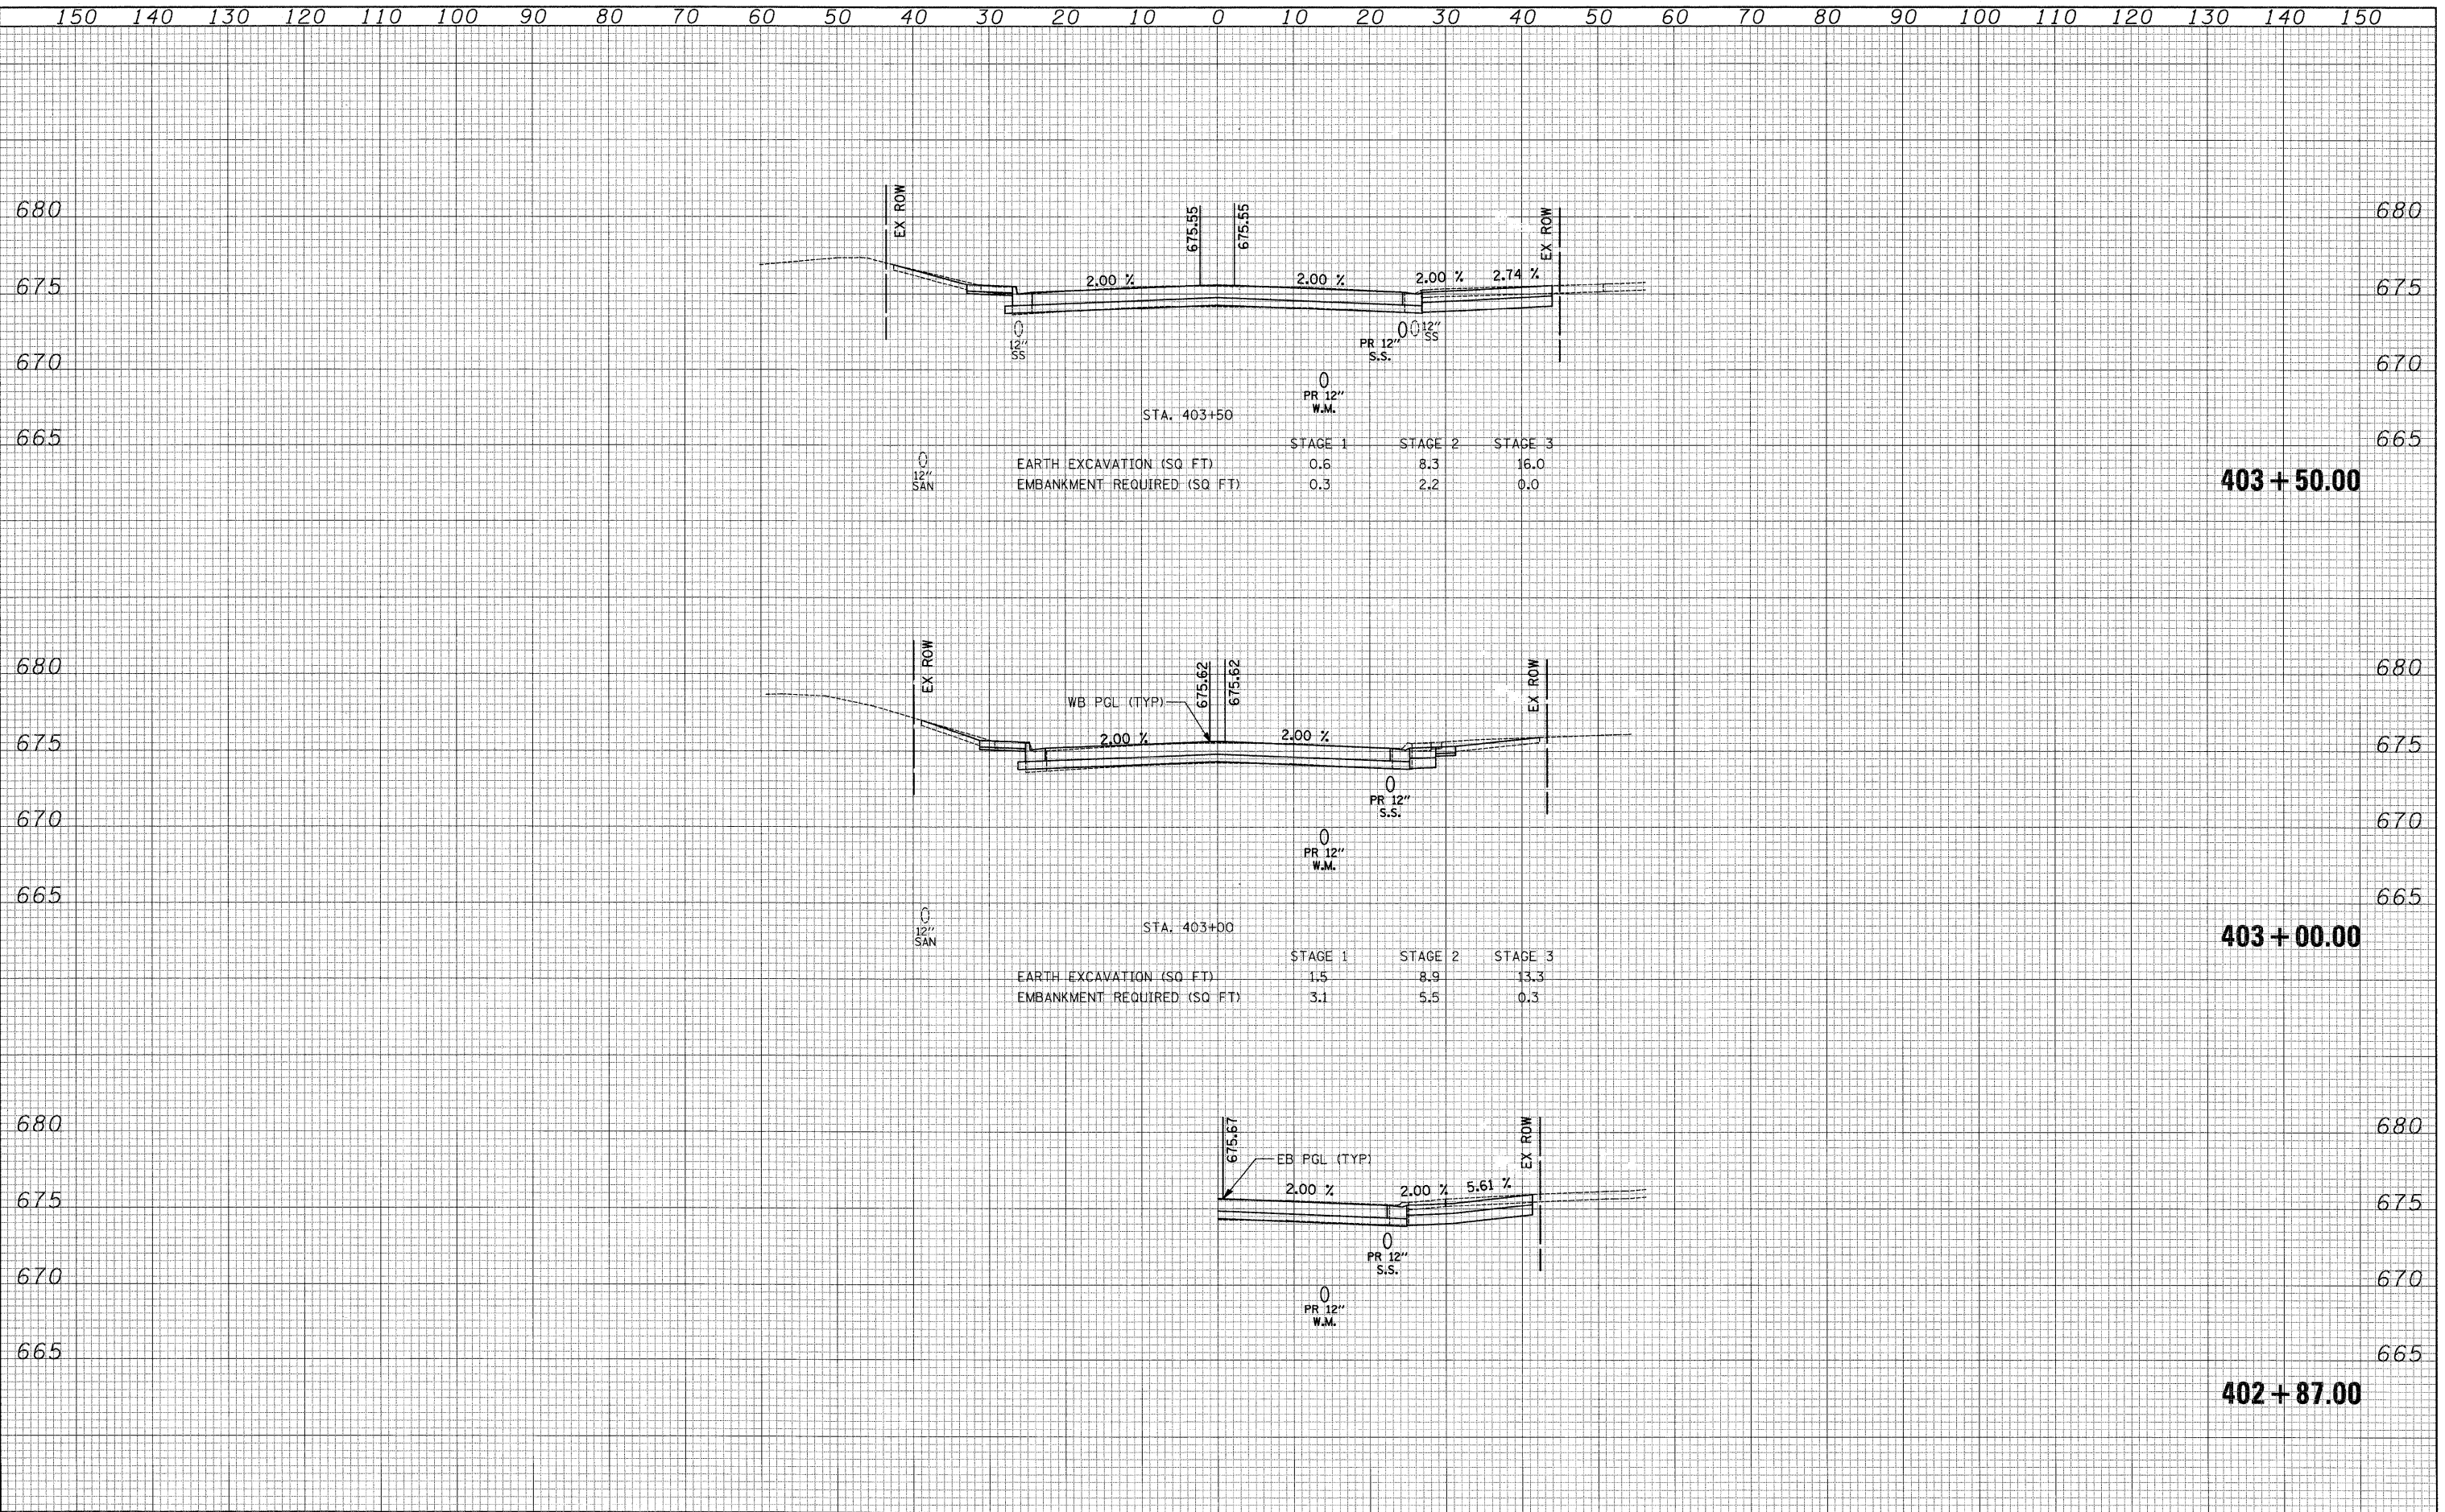 150 140 130 120 110 100 90 80 70 60 50 40 30 20 10 0 10 20 30 40 50 60 70 80 90 100 110 120 130 140 150
EX ROW
675.55
675.55
EX ROW
680 680
2.00 % 2.00 % 2.00 % 2.74 %
675 675
12" SS
PR 12" S.S.
12" SS
670 670
PR 12" W.M.
STA. 403+50
665 665
STAGE 1 STAGE 2 STAGE 3
12" SAN
EARTH EXCAVATION (SQ FT) 0.6 8.3 16.0
EMBANKMENT REQUIRED (SQ FT) 0.3 2.2 0.0
403 + 50.00
EX ROW
675.62
675.62
EX ROW
680 680
WB PGL (TYP)
2.00 % 2.00 %
675 675
PR 12" S.S.
670 670
PR 12" W.M.
665 665
12" SAN
STA. 403+00
403 + 00.00
STAGE 1 STAGE 2 STAGE 3
EARTH EXCAVATION (SQ FT) 1.5 8.9 13.3
EMBANKMENT REQUIRED (SQ FT) 3.1 5.5 0.3
675.67
EX ROW
680 680
EB PGL (TYP)
2.00 % 2.00 % 5.61 %
675 675
PR 12" S.S.
670 670
PR 12" W.M.
665 665
402 + 87.00